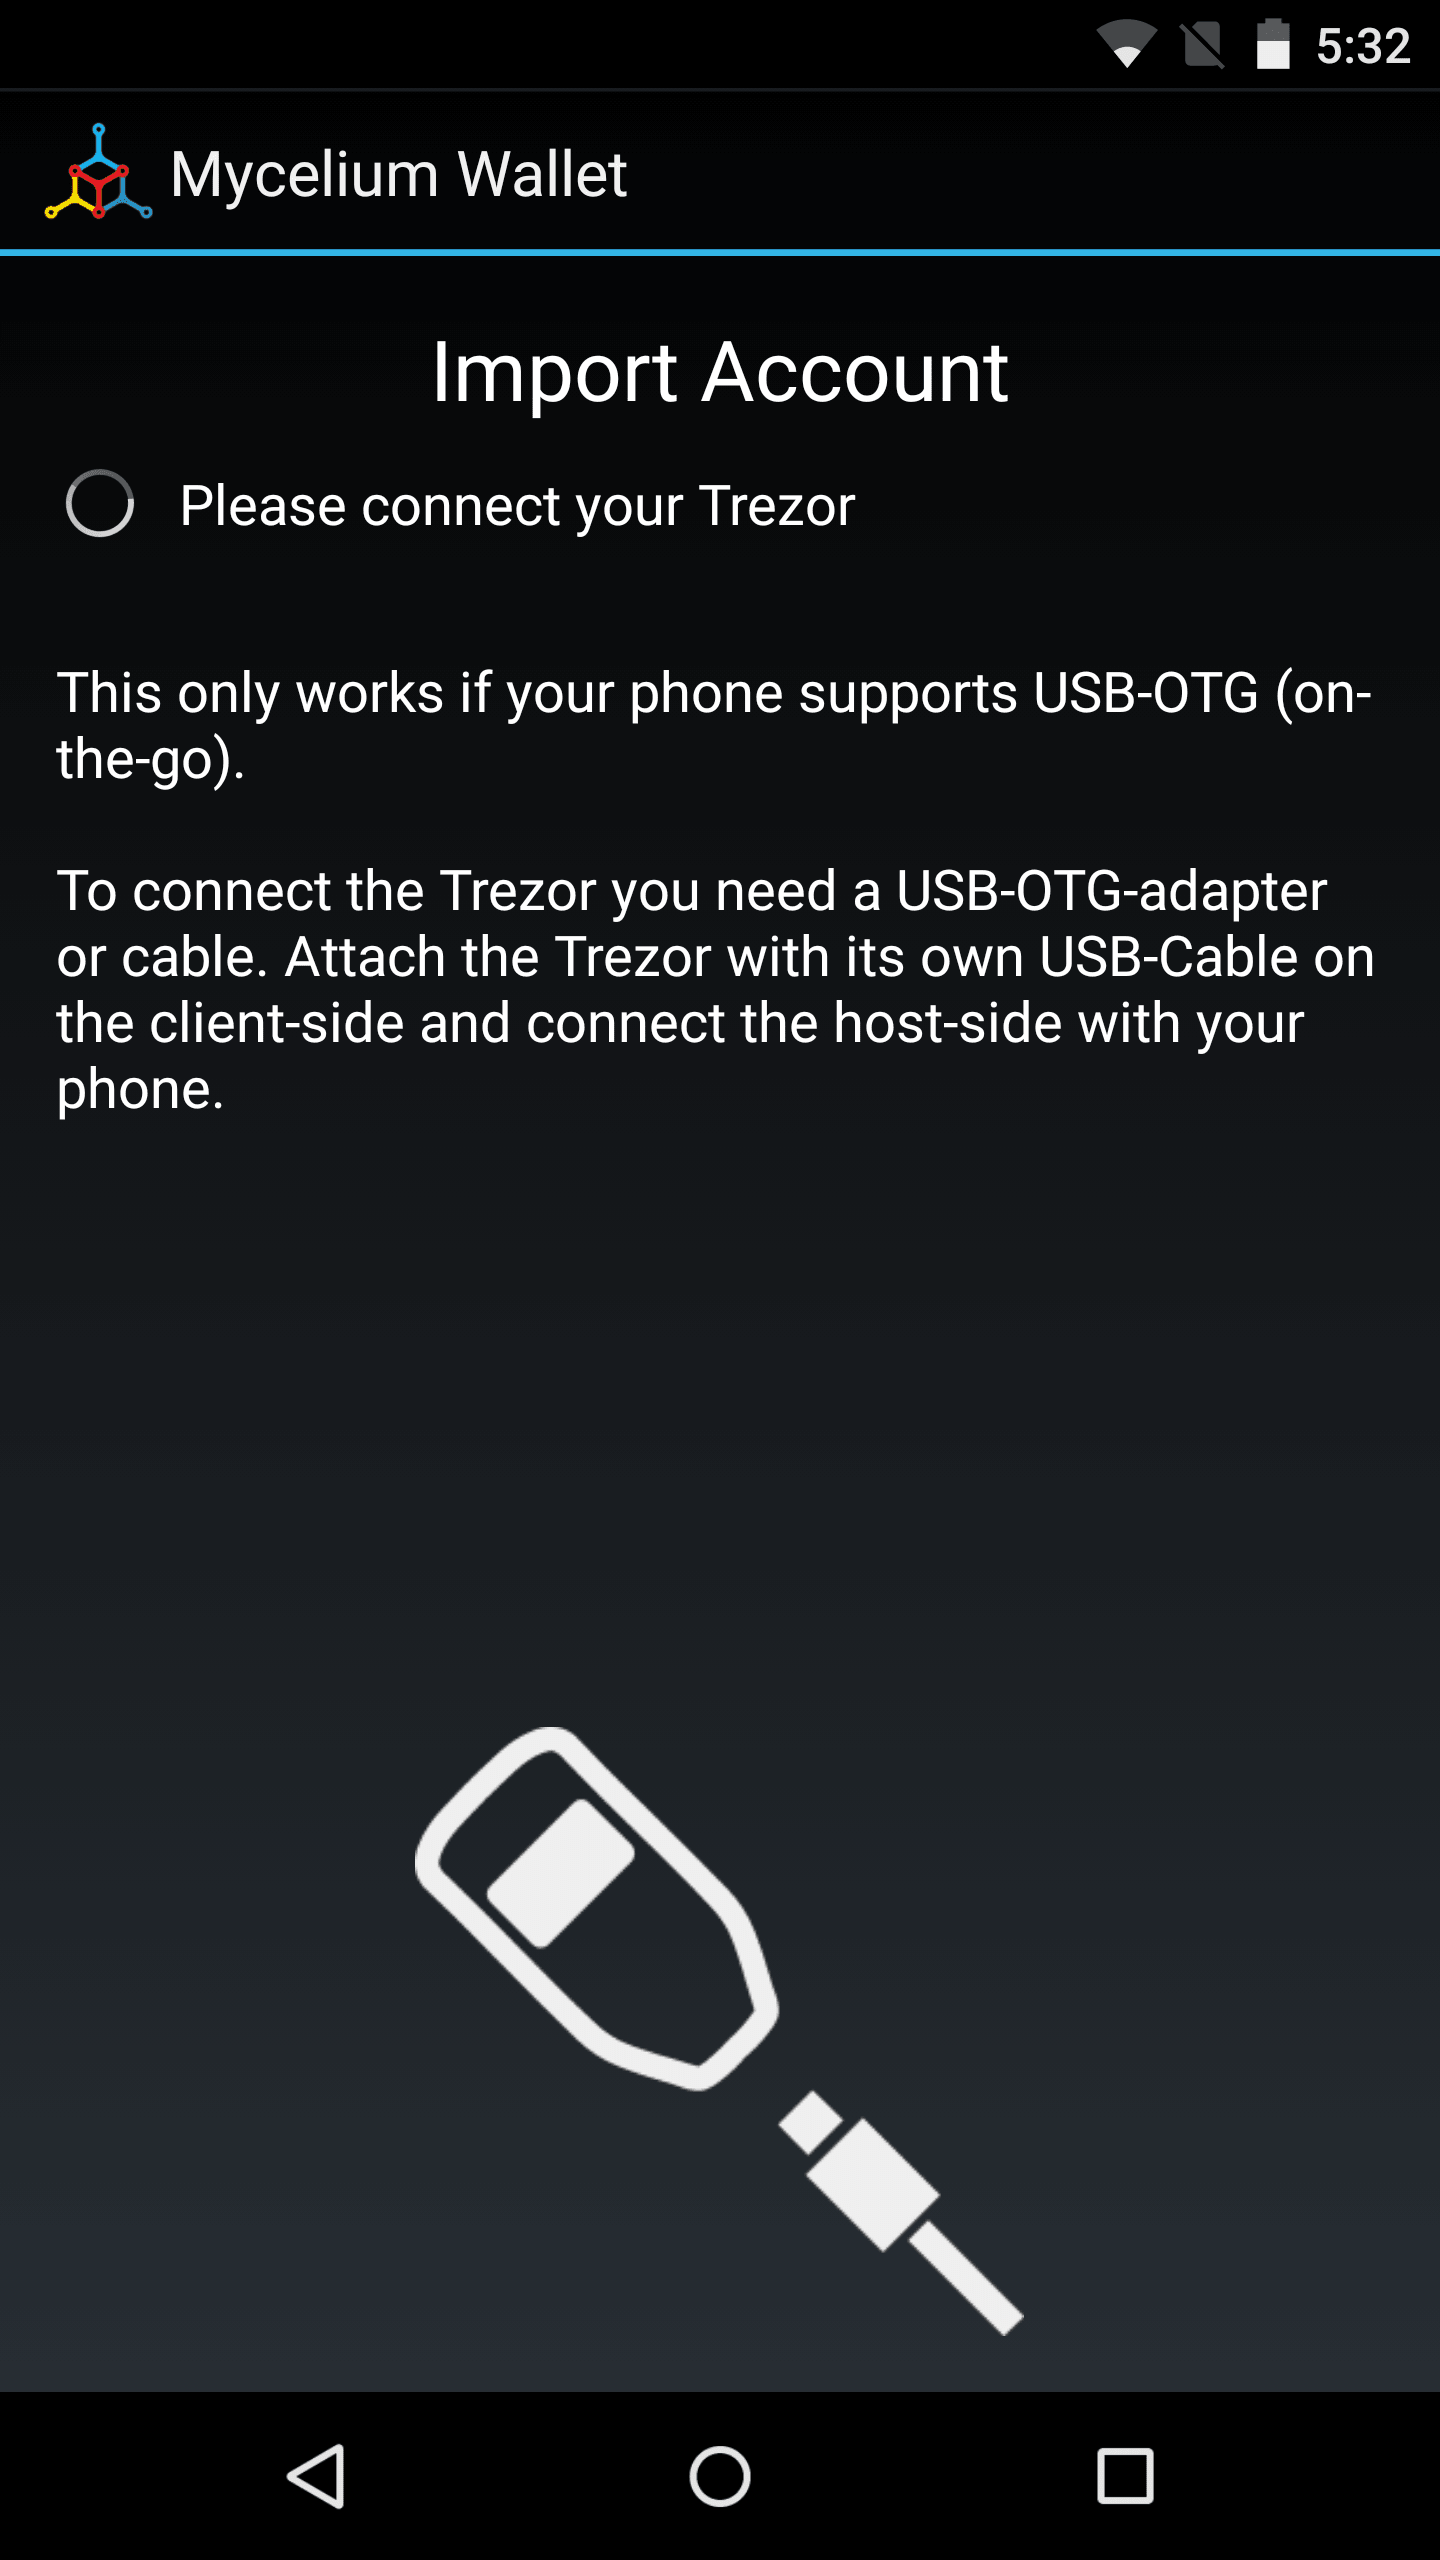 5:32
Mycelium Wallet
Import Account
Please connect your Trezor
This only works if your phone supports USB-OTG (on-
the-go).
To connect the Trezor you need a USB-OTG-adapter
or cable. Attach the Trezor with its own USB-Cable on
the client-side and connect the host-side with your
phone.